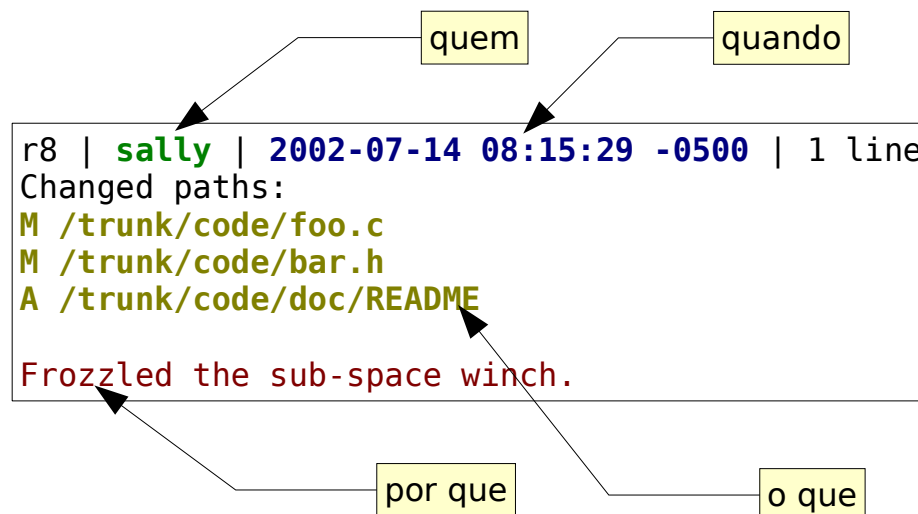 quem
quando
r8 | sally | 2002-07-14 08:15:29 -0500 | 1 line
Changed paths:
M /trunk/code/foo.c
M /trunk/code/bar.h
A /trunk/code/doc/README
Frozzled the sub-space winch.
por que
o que